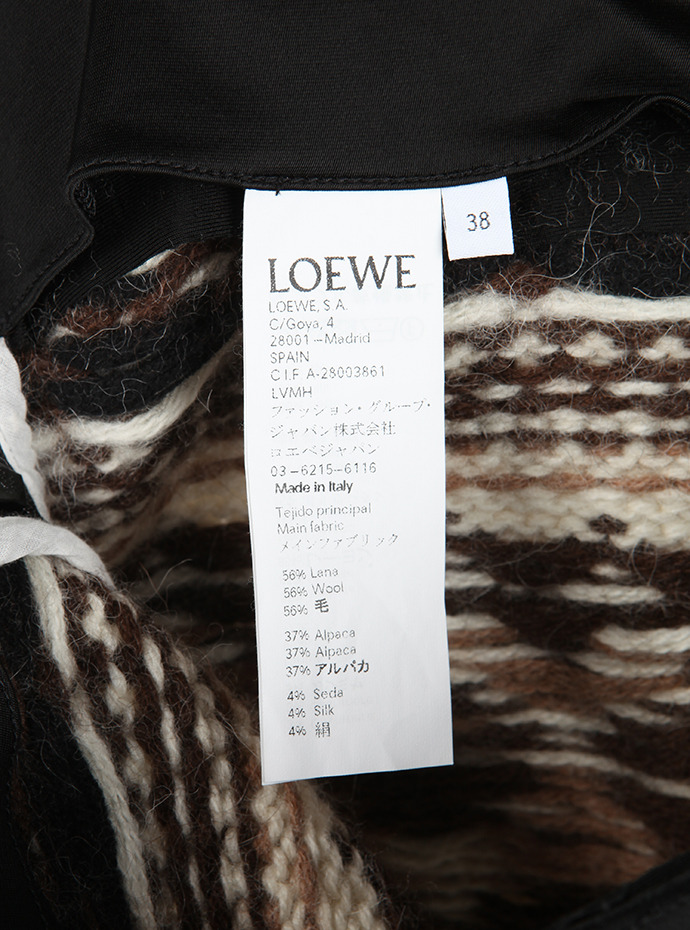 38
LOEWE
LOEWE, S.A.
C/Goya, 4
28001 – Madrid
SPAIN
C.I.F A-28003861
LVMH
ファッション・グループ・
ジャパン株式会社
ロエベジャパン
03–6215–6116
Made in Italy
Tejido principal
Main fabric
メインファブリック
56% Lana
56% Wool
56% 毛
37% Alpaca
37% Alpaca
37% アルパカ
4% Seda
4% Silk
4% 絹